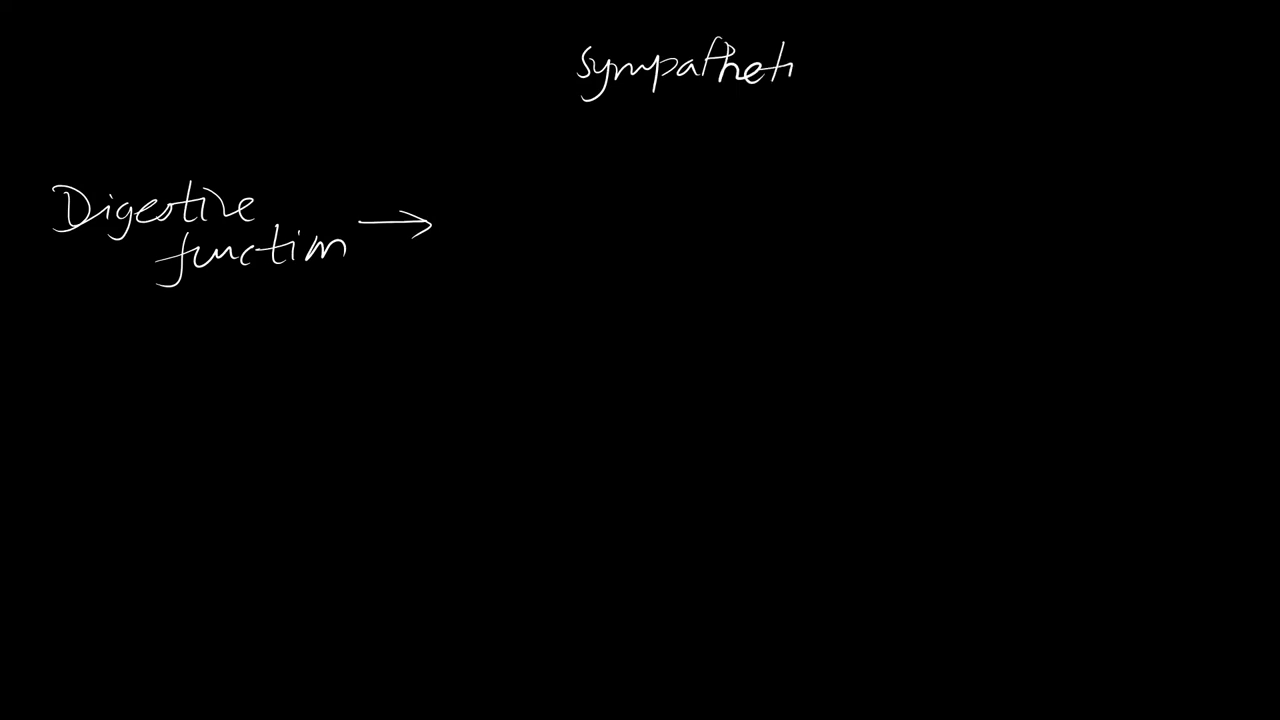 sympatheti
Digestive
function →